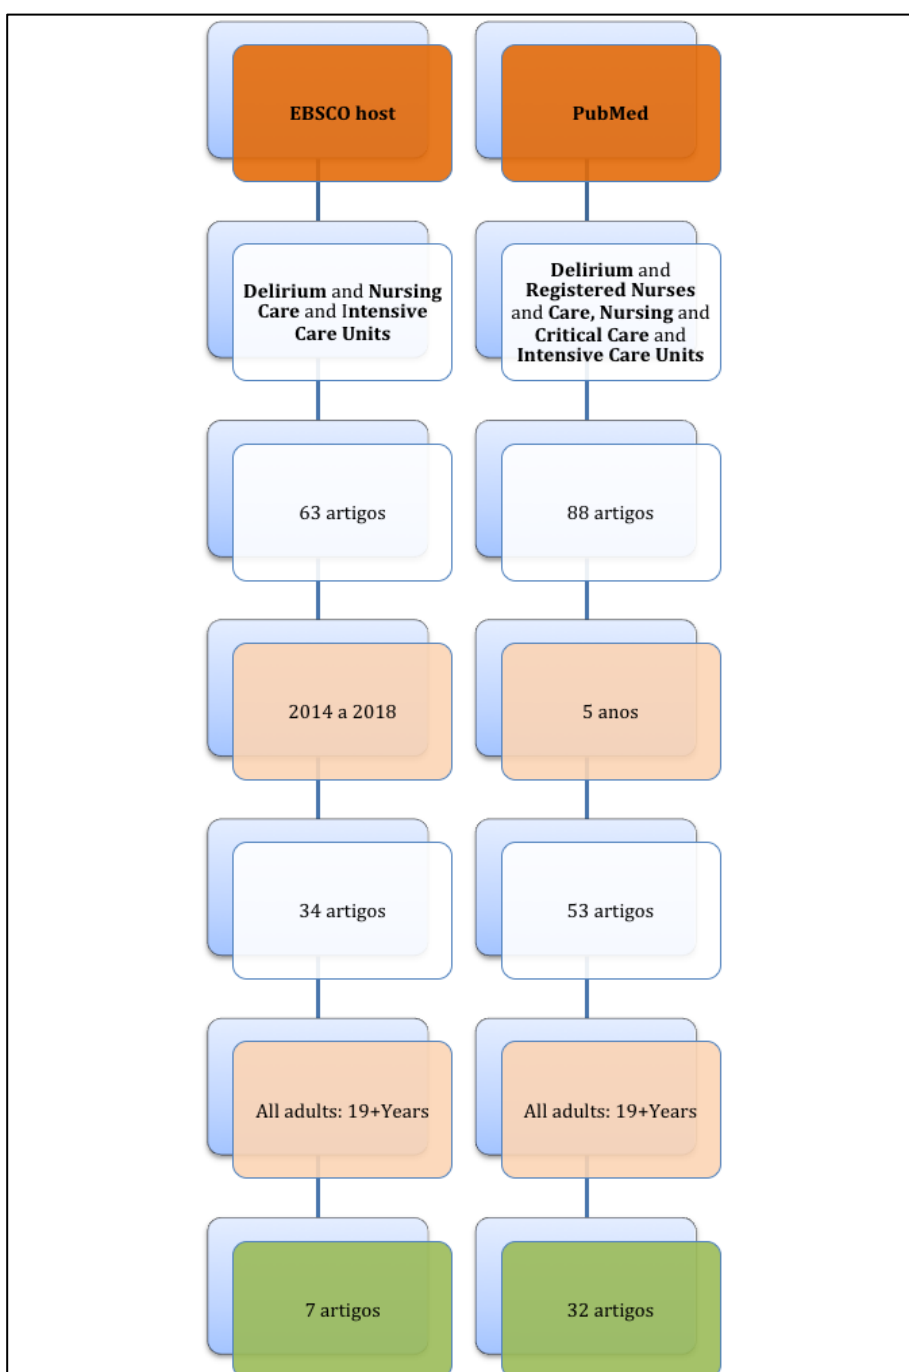 EBSCO host
Delirium and Nursing
Care and Intensive
Care Units
63 artigos
2014 a 2018
34 artigos
All adults: 19+Years
7 artigos
PubMed
Delirium and
Registered Nurses
and Care, Nursing and
Critical Care and
Intensive Care Units
88 artigos
5 anos
53 artigos
All adults: 19+Years
32 artigos